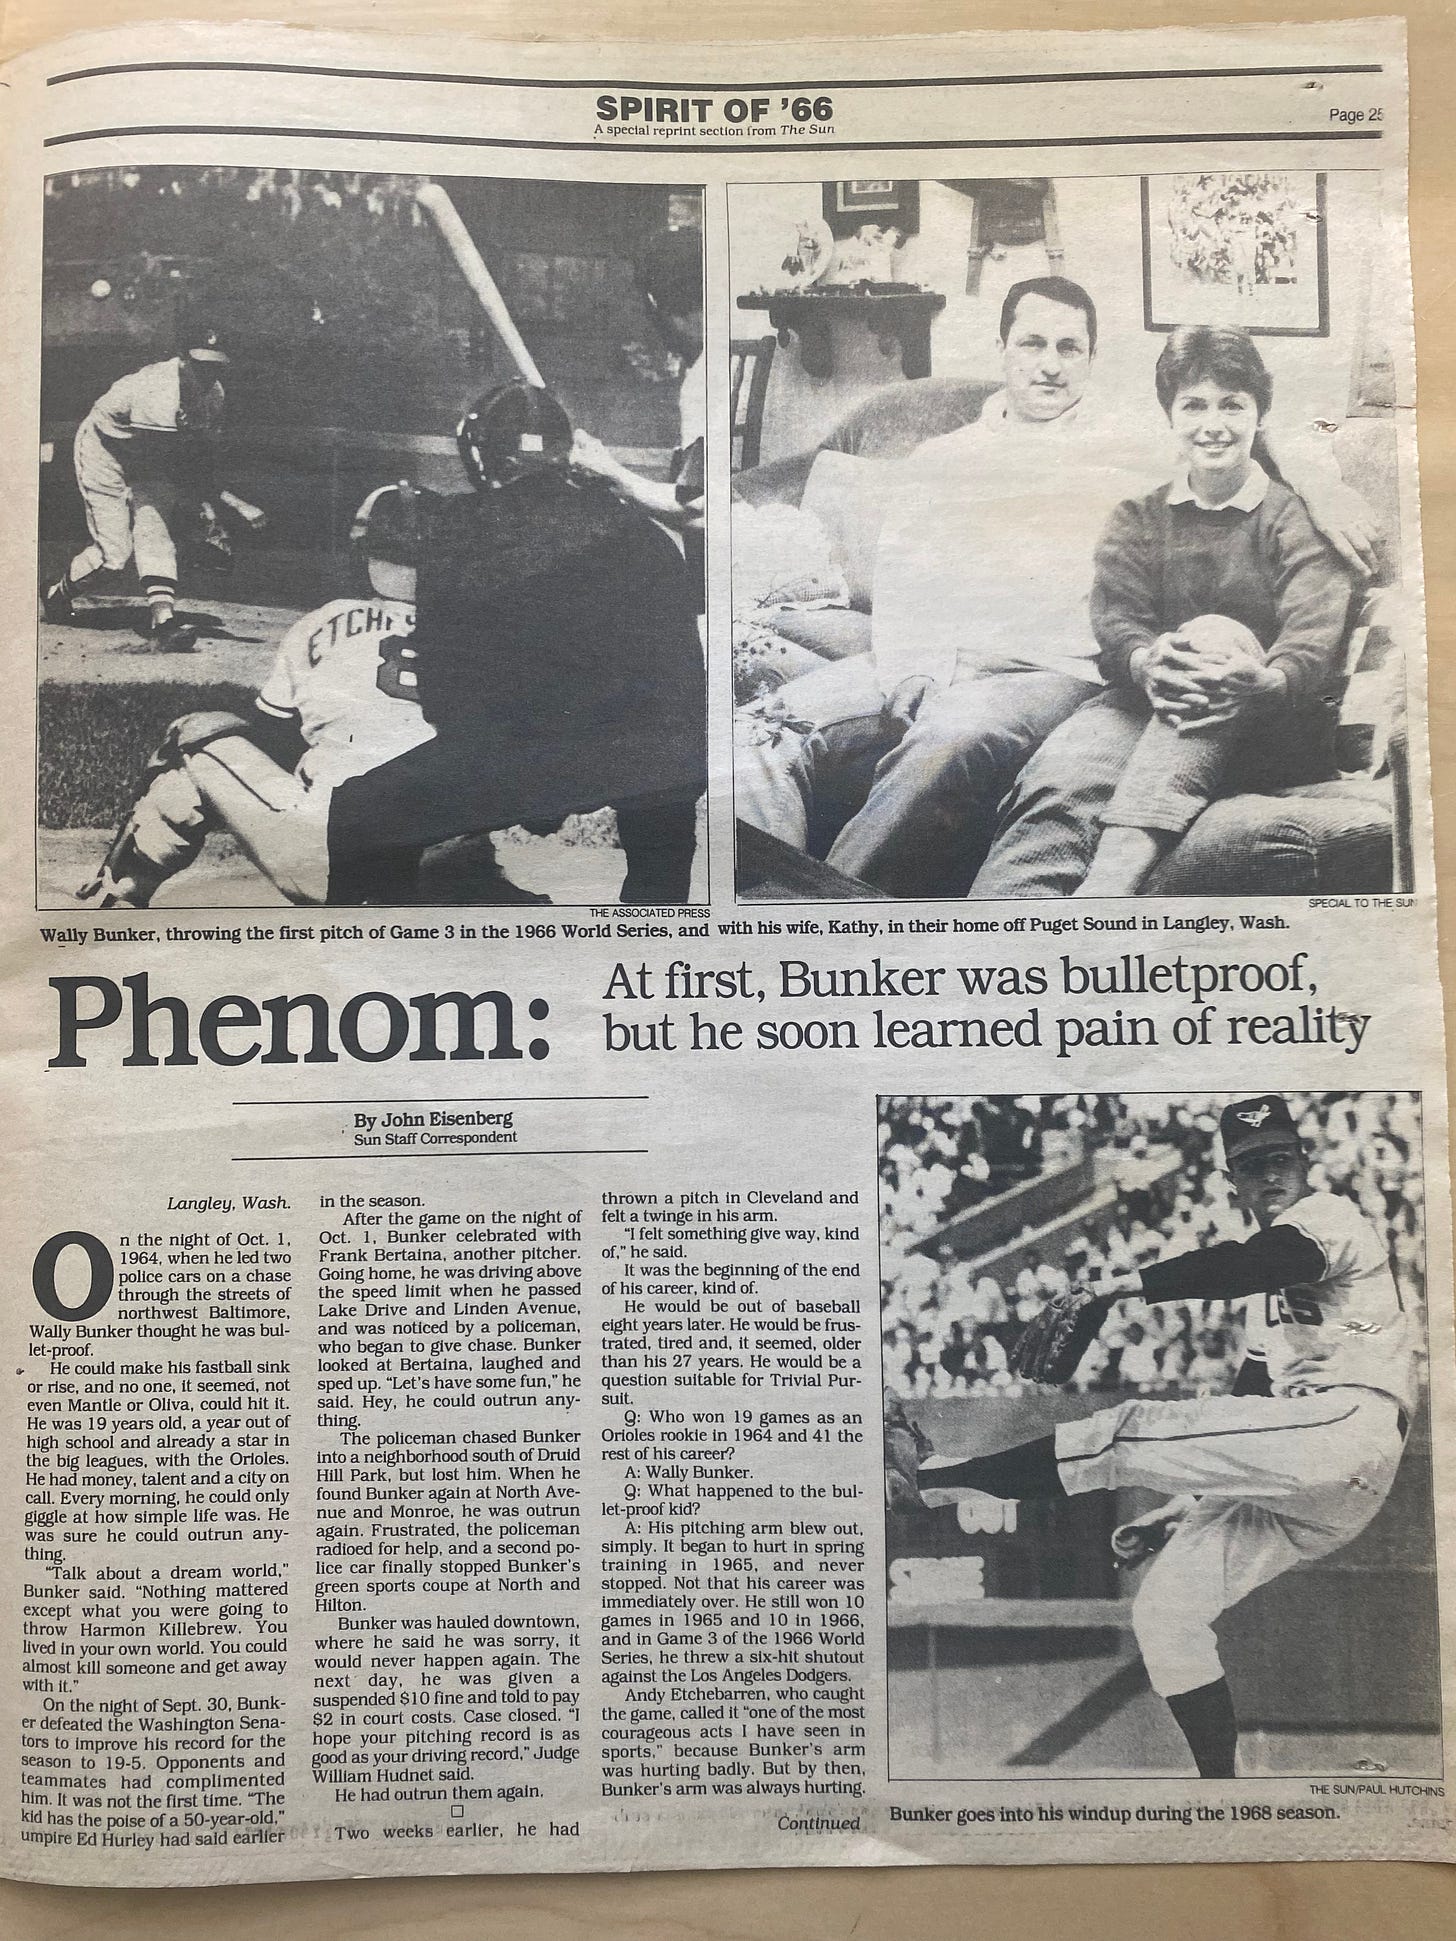 SPIRIT OF '66
A special reprint section from The Sun
Page 25
ETCH
8
THE ASSOCIATED PRESS
SPECIAL TO THE SUN
Wally Bunker, throwing the first pitch of Game 3 in the 1966 World Series, and with his wife, Kathy, in their home off Puget Sound in Langley, Wash.
Phenom:
At first, Bunker was bulletproof,
but he soon learned pain of reality
By John Eisenberg
Sun Staff Correspondent
Langley, Wash.
On the night of Oct. 1,
1964, when he led two
police cars on a chase
through the streets of
northwest Baltimore,
Wally Bunker thought he was bul-
let-proof.
He could make his fastball sink
or rise, and no one, it seemed, not
even Mantle or Oliva, could hit it.
He was 19 years old, a year out of
high school and already a star in
the big leagues, with the Orioles.
He had money, talent and a city on
call. Every morning, he could only
giggle at how simple life was. He
was sure he could outrun any-
thing.
"Talk about a dream world,"
Bunker said. "Nothing mattered
except what you were going to
throw Harmon Killebrew. You
lived in your own world. You could
almost kill someone and get away
with it."
On the night of Sept. 30, Bunk-
er defeated the Washington Sena-
tors to improve his record for the
season to 19-5. Opponents and
teammates had complimented
him. It was not the first time. "The
kid has the poise of a 50-year-old,"
umpire Ed Hurley had said earlier
in the season.
After the game on the night of
Oct. 1, Bunker celebrated with
Frank Bertaina, another pitcher.
Going home, he was driving above
the speed limit when he passed
Lake Drive and Linden Avenue,
and was noticed by a policeman,
who began to give chase. Bunker
looked at Bertaina, laughed and
sped up. "Let's have some fun," he
said. Hey, he could outrun any-
thing.
The policeman chased Bunker
into a neighborhood south of Druid
Hill Park, but lost him. When he
found Bunker again at North Ave-
nue and Monroe, he was outrun
again. Frustrated, the policeman
radioed for help, and a second po-
lice car finally stopped Bunker's
green sports coupe at North and
Hilton.
Bunker was hauled downtown,
where he said he was sorry, it
would never happen again. The
next day, he was given a
suspended $10 fine and told to pay
$2 in court costs. Case closed. "I
hope your pitching record is as
good as your driving record," Judge
William Hudnet said.
He had outrun them again.
Two weeks earlier, he had
thrown a pitch in Cleveland and
felt a twinge in his arm.
"I felt something give way, kind
of," he said.
It was the beginning of the end
of his career, kind of.
He would be out of baseball
eight years later. He would be frus-
trated, tired and, it seemed, older
than his 27 years. He would be a
question suitable for Trivial Pur-
suit.
Q: Who won 19 games as an
Orioles rookie in 1964 and 41 the
rest of his career?
A: Wally Bunker.
Q: What happened to the bul-
let-proof kid?
A: His pitching arm blew out,
simply. It began to hurt in spring
training in 1965, and never
stopped. Not that his career was
immediately over. He still won 10
games in 1965 and 10 in 1966,
and in Game 3 of the 1966 World
Series, he threw a six-hit shutout
against the Los Angeles Dodgers.
Andy Etchebarren, who caught
the game, called it "one of the most
courageous acts I have seen in
sports," because Bunker's arm
was hurting badly. But by then,
Bunker's arm was always hurting.
Continued
THE SUN/PAUL HUTCHINS
Bunker goes into his windup during the 1968 season.